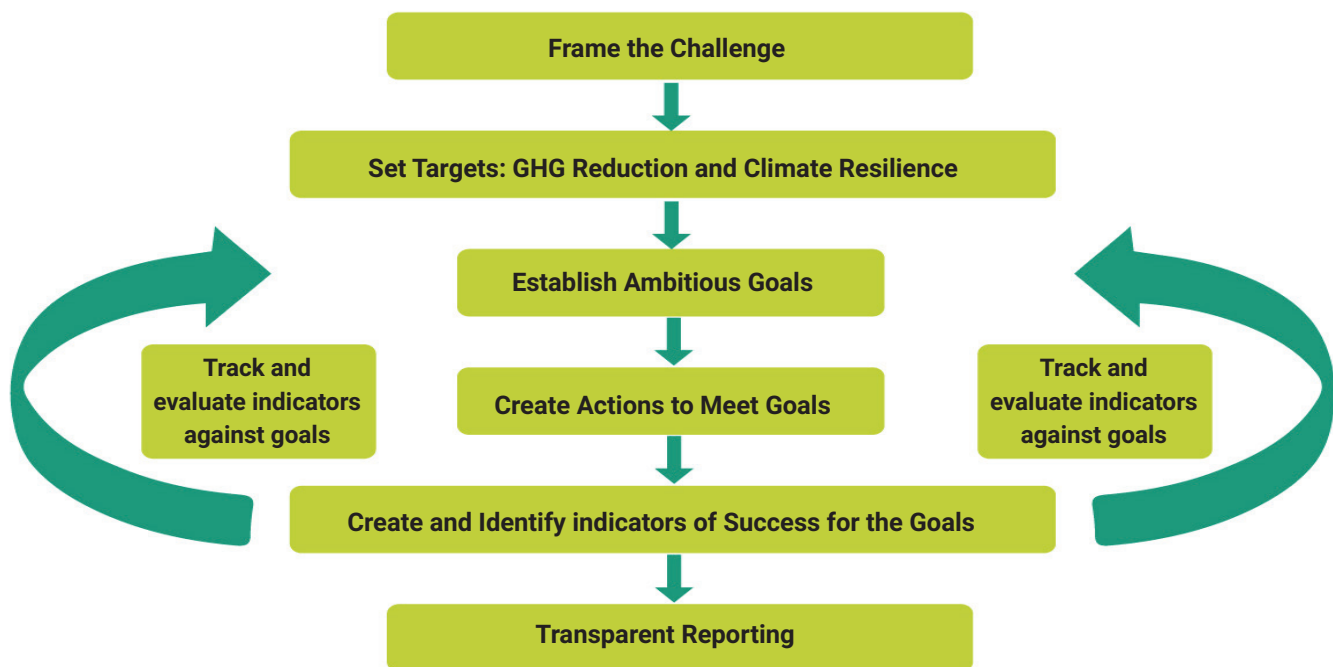 Frame the Challenge
Set Targets: GHG Reduction and Climate Resilience
Establish Ambitious Goals
Track and
evaluate indicators
against goals
Create Actions to Meet Goals
Track and
evaluate indicators
against goals
Create and Identify indicators of Success for the Goals
Transparent Reporting